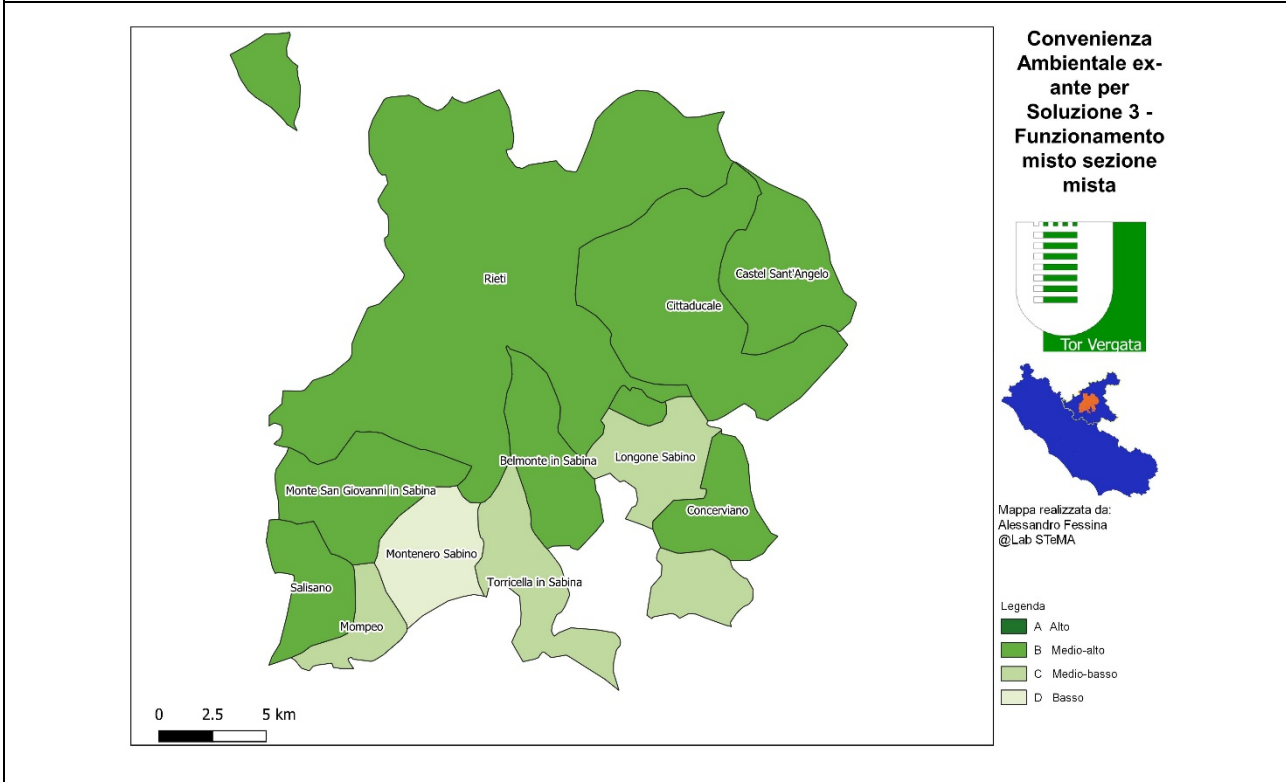 Convenienza
Ambientale ex-
ante per
Soluzione 3 -
Funzionamento
misto sezione
mista
Tor Vergata
Mappa realizzata da:
Alessandro Fessina
@Lab STeMA
Legenda
A Alto
B Medio-alto
C Medio-basso
D Basso
Rieti
Castel Sant'Angelo
Cittaducale
Belmonte in Sabina
Longone Sabino
Monte San Giovanni in Sabina
Concerviano
Montenero Sabino
Torricella in Sabina
Salisano
Mompeo
0 2.5 5 km